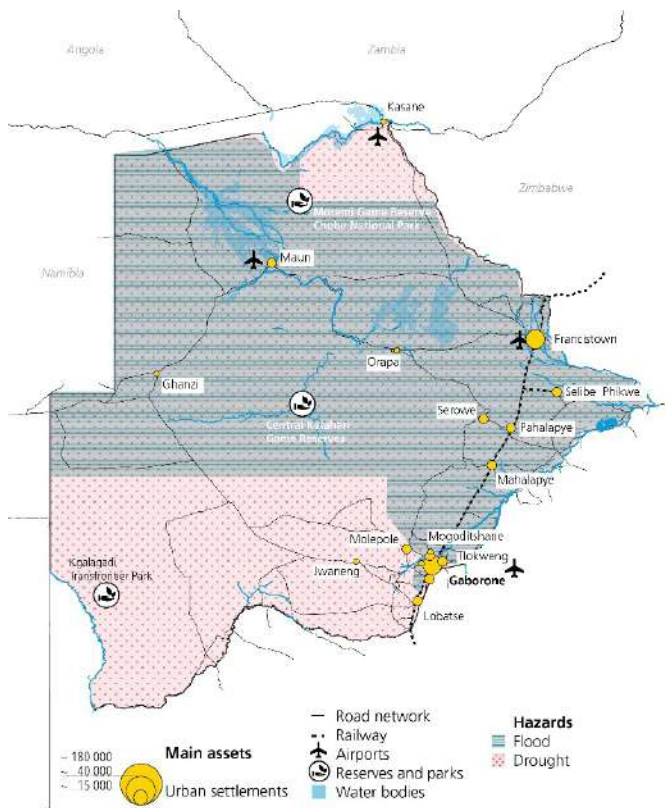 Angola
Zambia
Kasane
Zimbabwe
Moremi Game Reserve
Chobe National Park
Namibia
Maun
Francistown
Orapa
Ghanzi
Selibe Phikwe
Serowe
Central Kalahari
Game Reserves
Pahalapye
Mahalapye
Molepole
Mogoditshane
Tlokweng
Jwaneng
Gaborone
Kgalagadi
Transfrontier Park
Lobatse
Main assets
~ 180 000
~ 40 000
~ 15 000
Urban settlements
Road network
Railway
Airports
Reserves and parks
Water bodies
Hazards
Flood
Drought